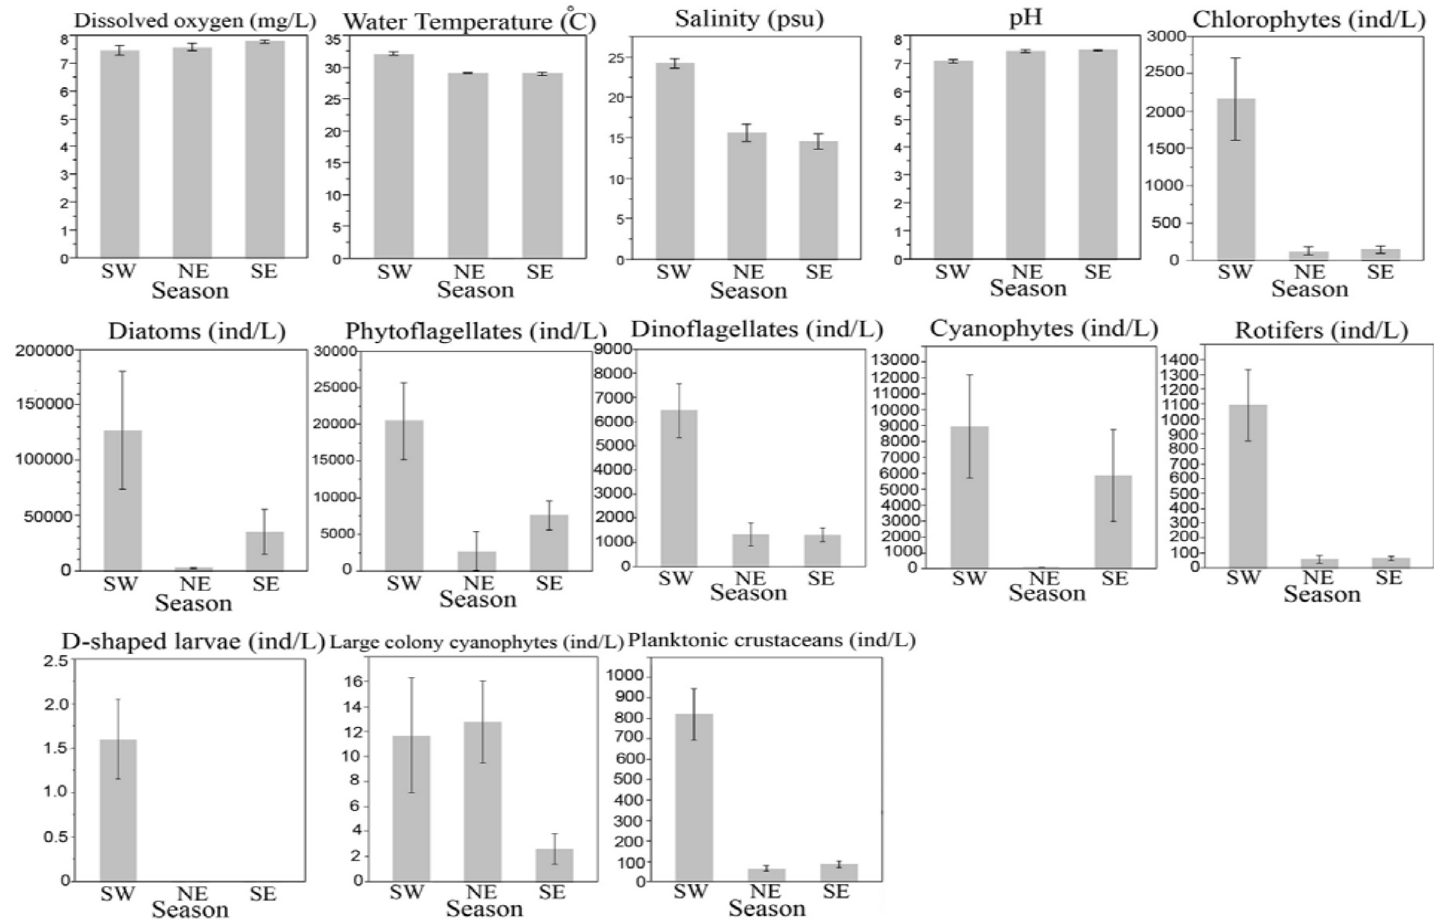 Dissolved oxygen (mg/L)
8
7
6
5
4
3
2
1
0
SW NE SE
Season
Water Temperature (°C)
35
30
25
20
15
10
5
0
SW NE SE
Season
Salinity (psu)
25
20
15
10
5
0
SW NE SE
Season
pH
8
7
6
5
4
3
2
1
0
SW NE SE
Season
Chlorophytes (ind/L)
3000
2500
2000
1500
1000
500
0
SW NE SE
Season
Diatoms (ind/L)
200000
150000
100000
50000
0
SW NE SE
Season
Phytoflagellates (ind/L)
30000
25000
20000
15000
10000
5000
0
SW NE SE
Season
Dinoflagellates (ind/L)
9000
8000
7000
6000
5000
4000
3000
2000
1000
0
SW NE SE
Season
Cyanophytes (ind/L)
13000
12000
11000
10000
9000
8000
7000
6000
5000
4000
3000
2000
1000
0
SW NE SE
Season
Rotifers (ind/L)
1400
1300
1200
1100
1000
900
800
700
600
500
400
300
200
100
0
SW NE SE
Season
D-shaped larvae (ind/L)
2.5
2.0
1.5
1.0
0.5
0
SW NE SE
Season
Large colony cyanophytes (ind/L)
16
14
12
10
8
6
4
2
0
SW NE SE
Season
Planktonic crustaceans (ind/L)
1000
900
800
700
600
500
400
300
200
100
0
SW NE SE
Season